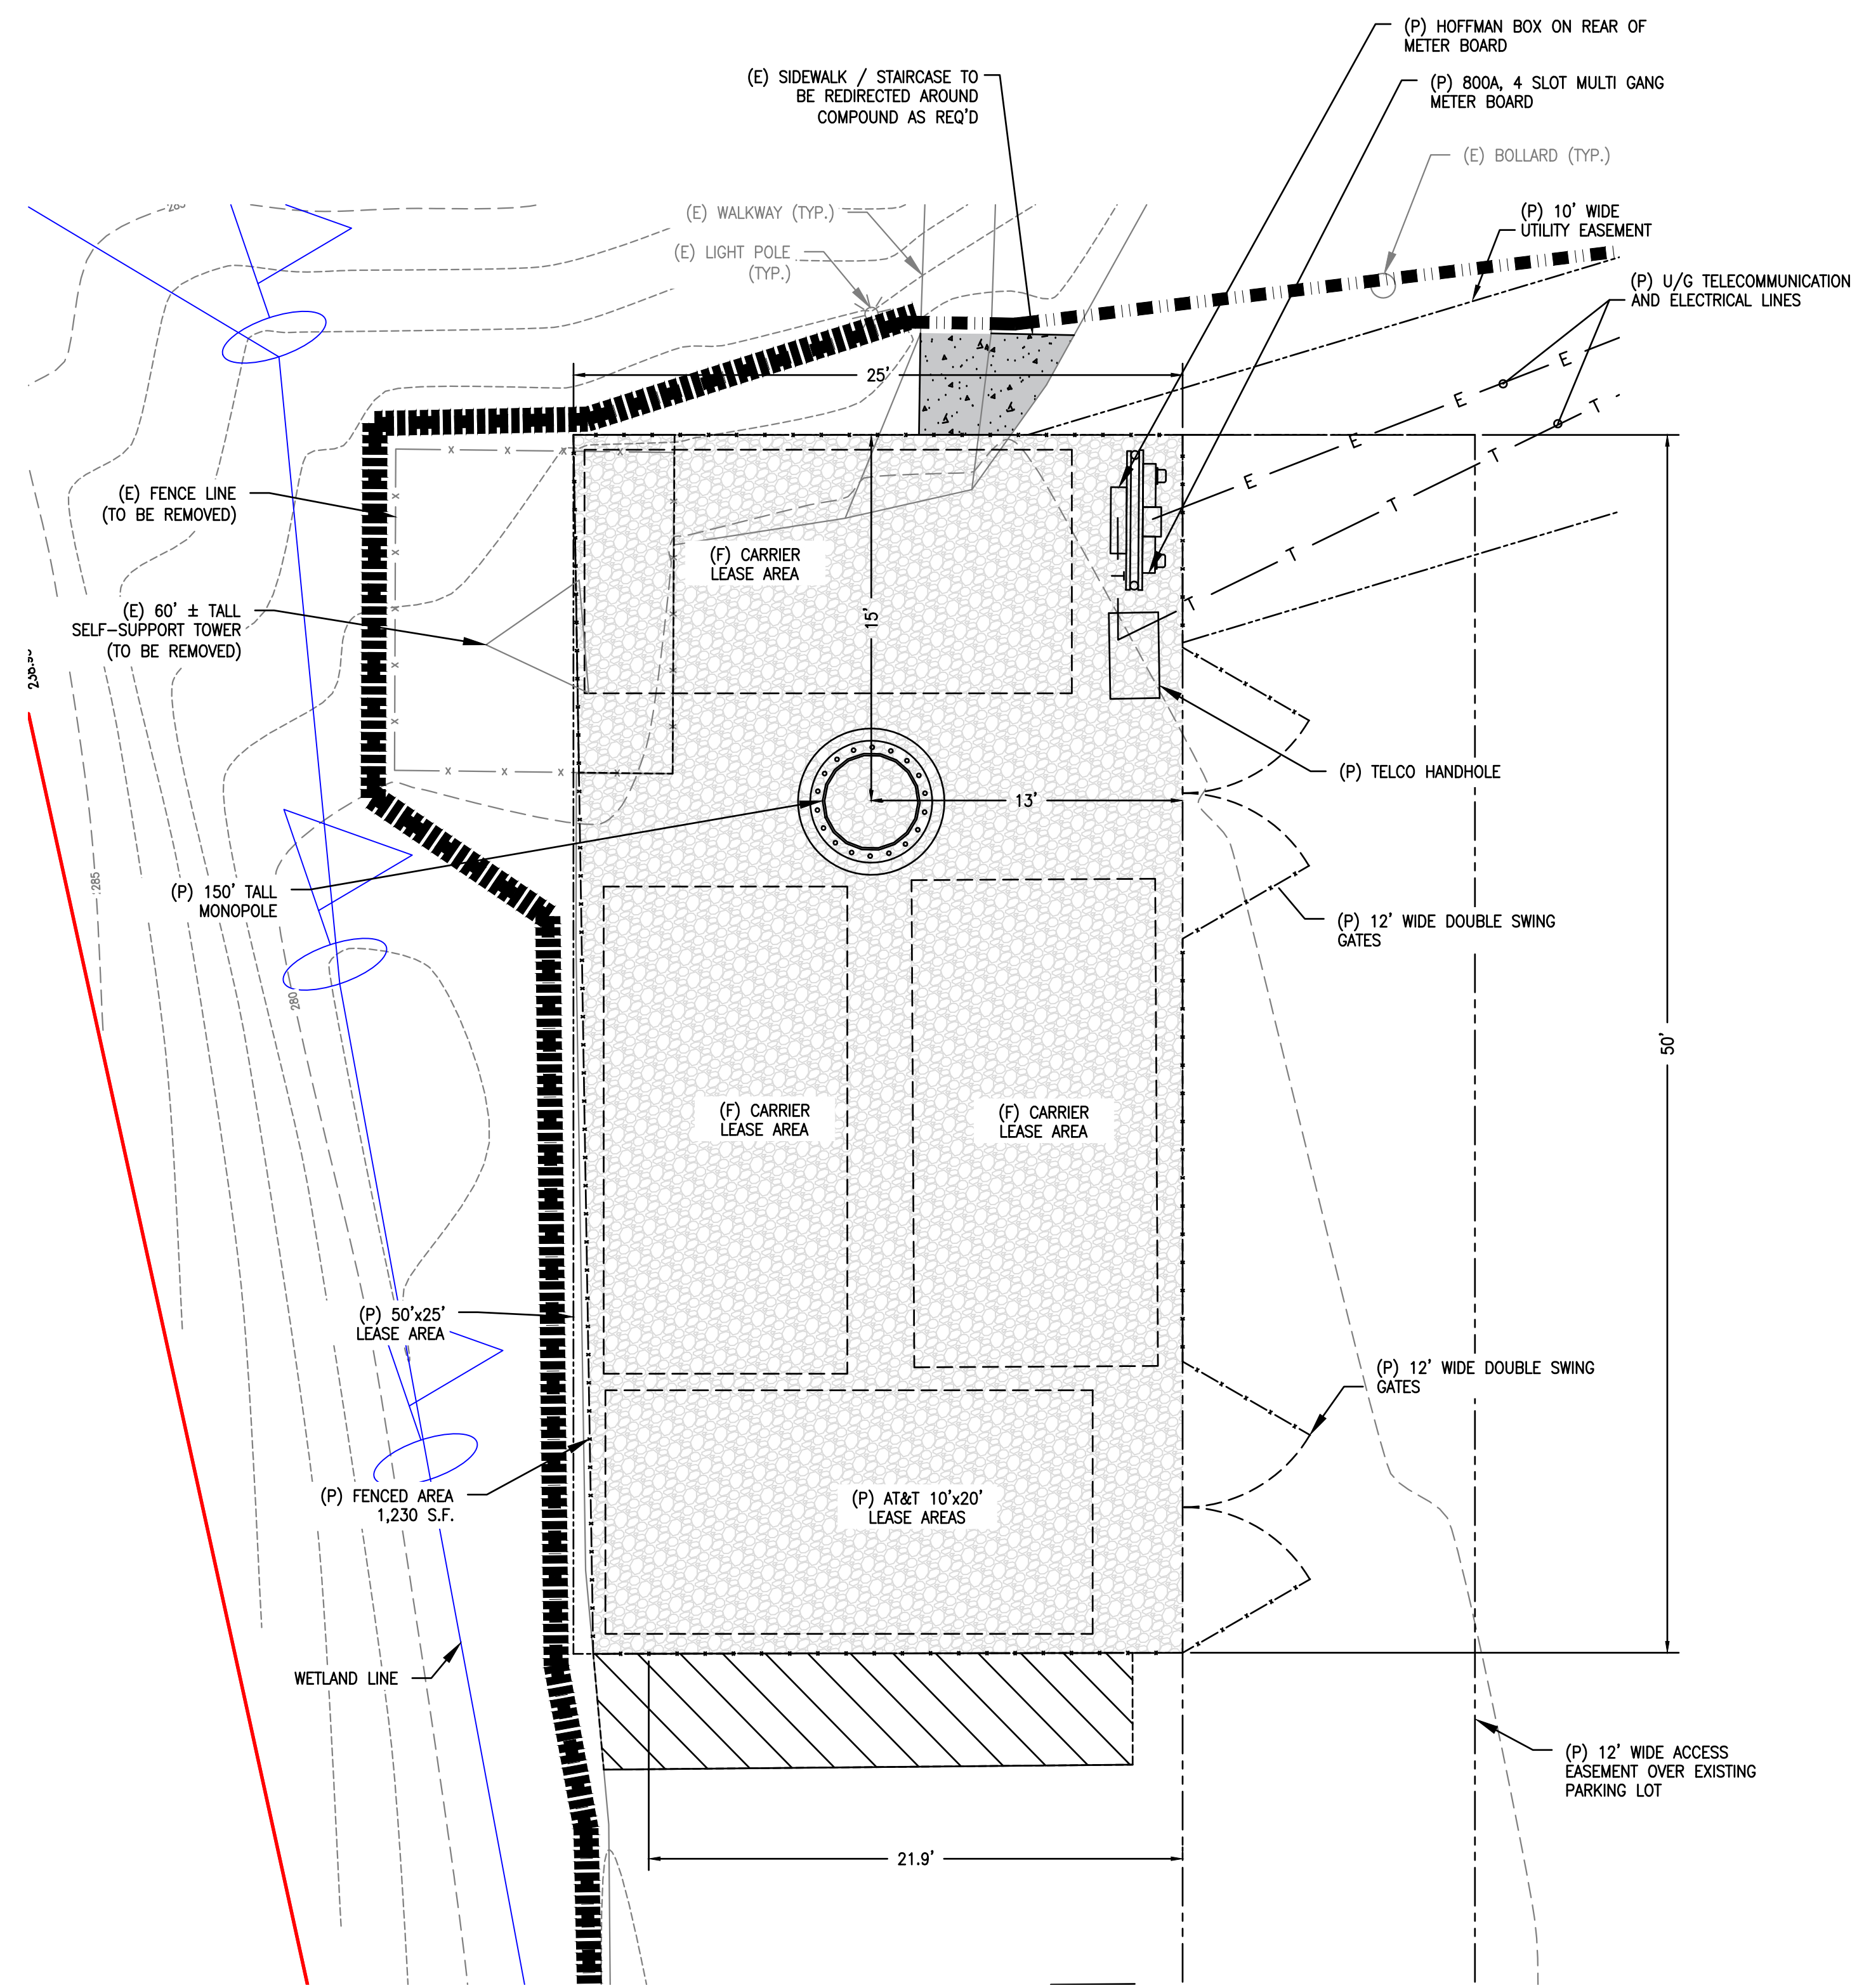 (P) HOFFMAN BOX ON REAR OF
METER BOARD
(E) SIDEWALK / STAIRCASE TO
BE REDIRECTED AROUND
COMPOUND AS REQ'D
(P) 800A, 4 SLOT MULTI GANG
METER BOARD
(E) BOLLARD (TYP.)
(E) WALKWAY (TYP.)
(P) 10' WIDE
UTILITY EASEMENT
(E) LIGHT POLE
(TYP.)
(P) U/G TELECOMMUNICATION
AND ELECTRICAL LINES
25'
E
E
E
E
T
T
T
T
(E) FENCE LINE
(TO BE REMOVED)
(F) CARRIER
LEASE AREA
15'
(E) 60' ± TALL
SELF-SUPPORT TOWER
(TO BE REMOVED)
(P) TELCO HANDHOLE
13'
285
(P) 150' TALL
MONOPOLE
(P) 12' WIDE DOUBLE SWING
GATES
280
50'
(F) CARRIER
LEASE AREA
(F) CARRIER
LEASE AREA
(P) 50'x25'
LEASE AREA
(P) 12' WIDE DOUBLE SWING
GATES
(P) FENCED AREA
1,230 S.F.
(P) AT&T 10'x20'
LEASE AREAS
WETLAND LINE
(P) 12' WIDE ACCESS
EASEMENT OVER EXISTING
PARKING LOT
21.9'